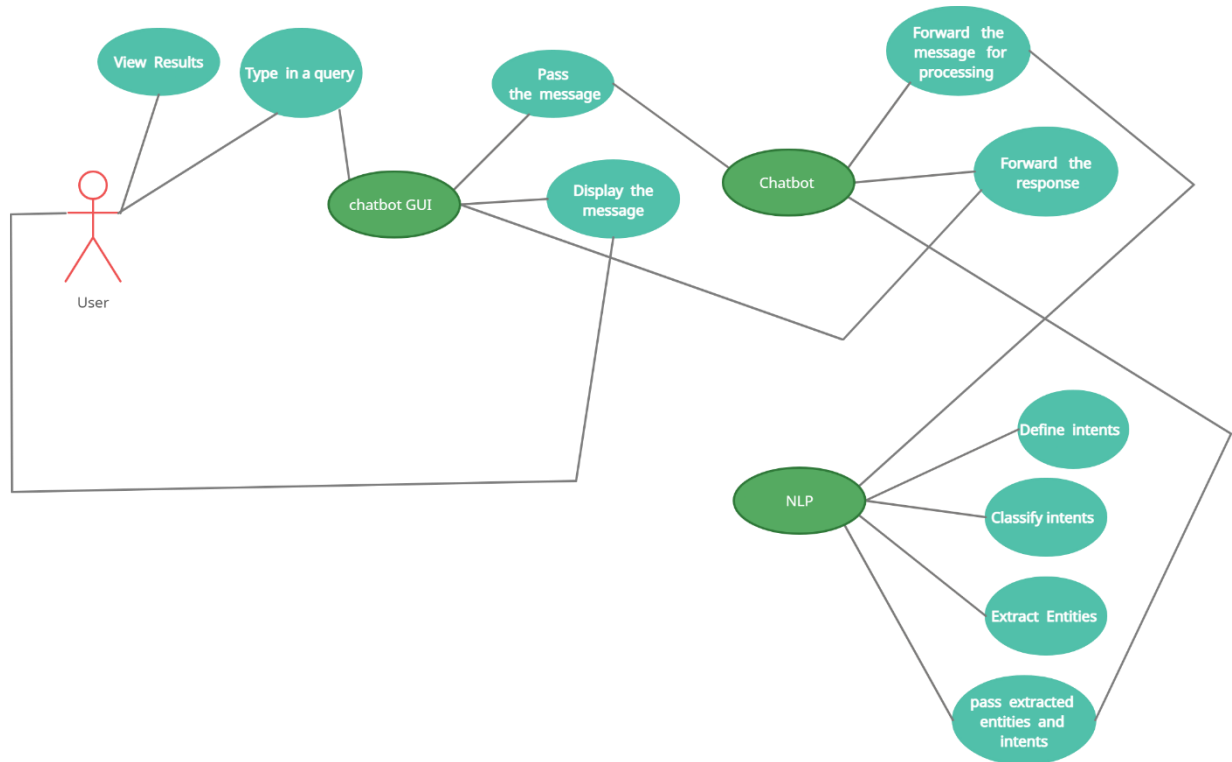 View Results
Type in a query
Pass
the message
Forward the
message for
processing
chatbot GUI
Display the
message
Chatbot
Forward the
response
User
Define intents
NLP
Classify intents
Extract Entities
pass extracted
entities and
intents